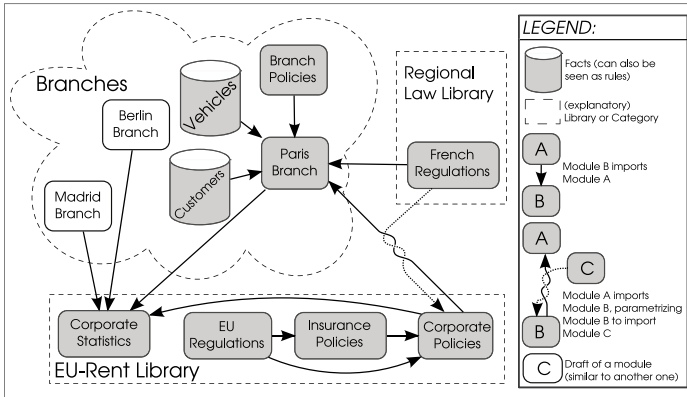 Branches
Berlin
Branch
Madrid
Branch
Vehicles
Customers
Branch
Policies
Paris
Branch
Regional
Law Library
French
Regulations
Corporate
Statistics
EU
Regulations
Insurance
Policies
Corporate
Policies
EU-Rent Library
LEGEND:
Facts (can also be
seen as rules)
(explanatory)
Library or Category
A
Module B imports
Module A
B
A
C
Module A imports
Module B, parametrizing
Module B to import
Module C
B
C
Draft of a module
(similar to another one)